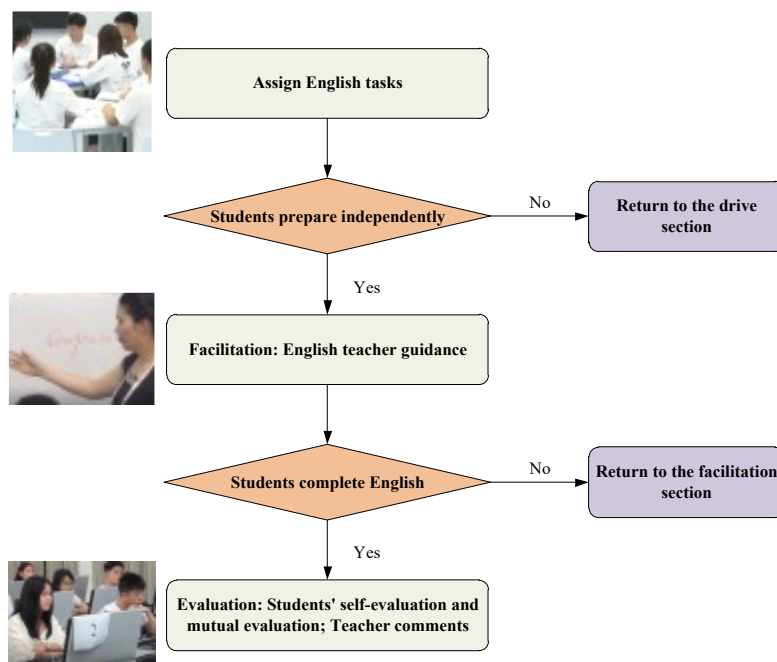 Assign English tasks
Students prepare independently
No
Return to the drive
section
Yes
Facilitation: English teacher guidance
Students complete English
No
Return to the facilitation
section
Yes
Evaluation: Students' self-evaluation and
mutual evaluation; Teacher comments
2